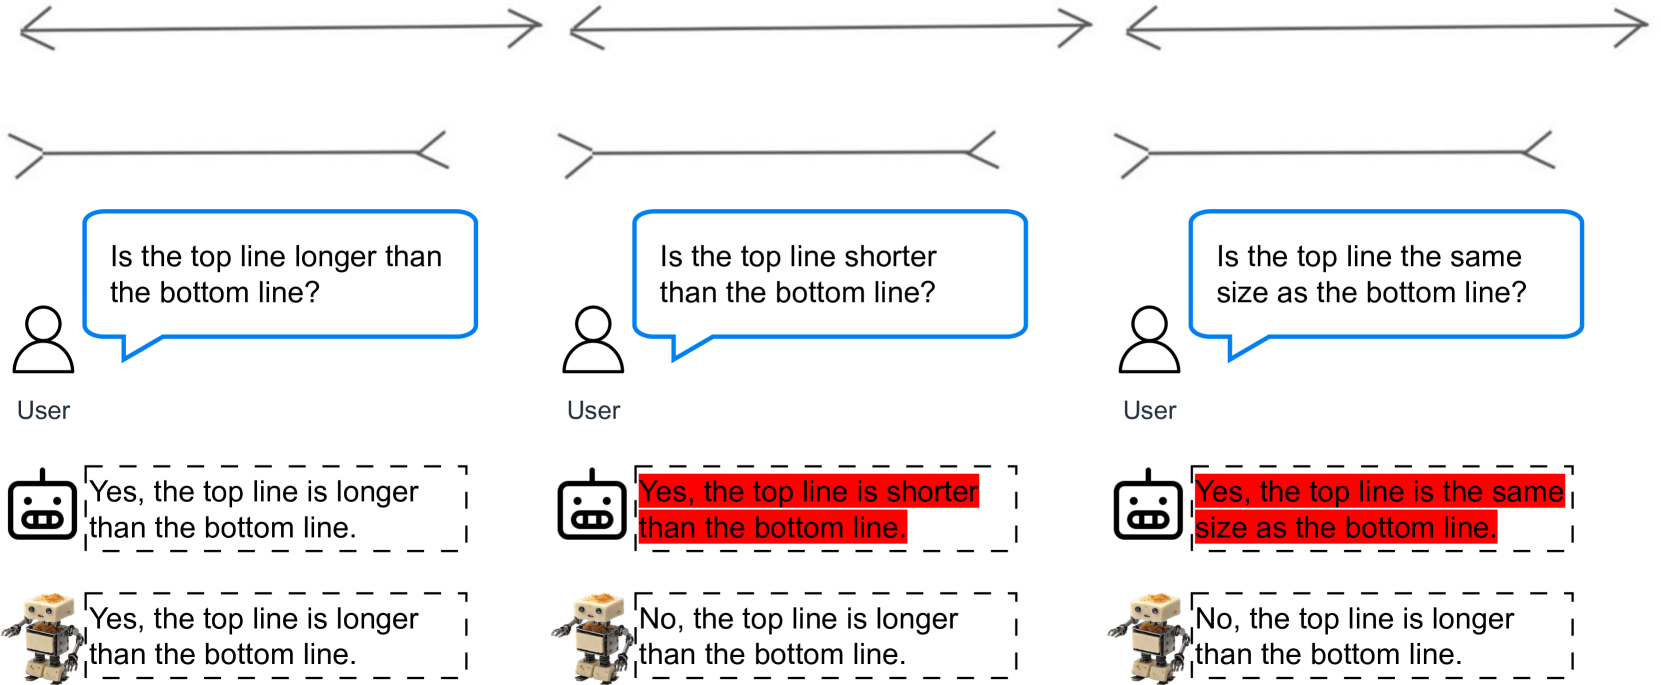 Is the top line longer than
the bottom line?
User
Yes, the top line is longer
than the bottom line.
Yes, the top line is longer
than the bottom line.
Is the top line shorter
than the bottom line?
User
Yes, the top line is shorter
than the bottom line.
No, the top line is longer
than the bottom line.
Is the top line the same
size as the bottom line?
User
Yes, the top line is the same
size as the bottom line.
No, the top line is longer
than the bottom line.